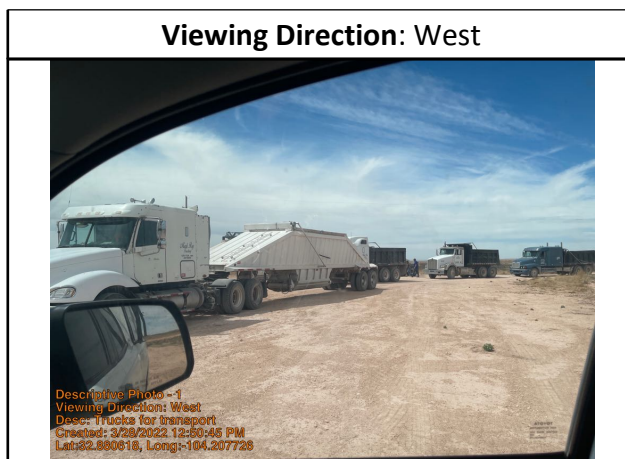 Viewing Direction: West
Descriptive Photo - 1
Viewing Direction: West
Desc: Trucks for transport
Created: 3/28/2022 12:50:45 PM
Lat:32.880618, Long:-104.207728